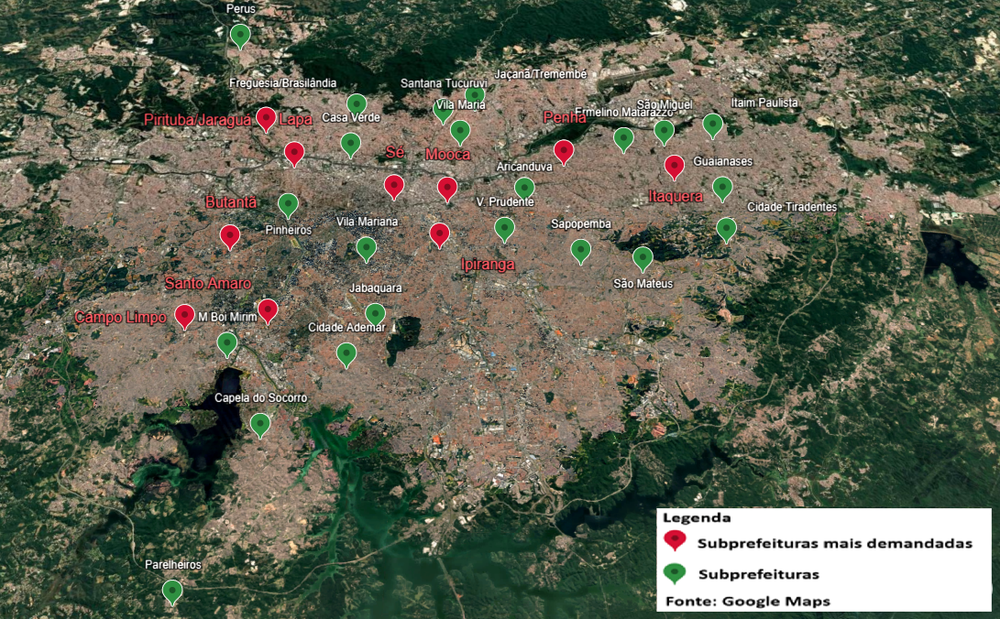 Perus
Freguesia/Brasilândia
Santana Tucuruvi
Jaçanã/Tremembé
Pirituba/Jaraguá
Lapa
Casa Verde
Vila Maria
Penha
Ermelino Matarazzo
São Miguel
Itaim Paulista
Sé
Mooca
Aricanduva
Guaianases
Itaquera
Butantã
Pinheiros
Vila Mariana
V. Prudente
Sapopemba
Cidade Tiradentes
Ipiranga
São Mateus
Santo Amaro
Jabaquara
Campo Limpo
M Boi Mirim
Cidade Ademar
Capela do Socorro
Parelheiros
Legenda
Subprefeituras mais demandadas
Subprefeituras
Fonte: Google Maps